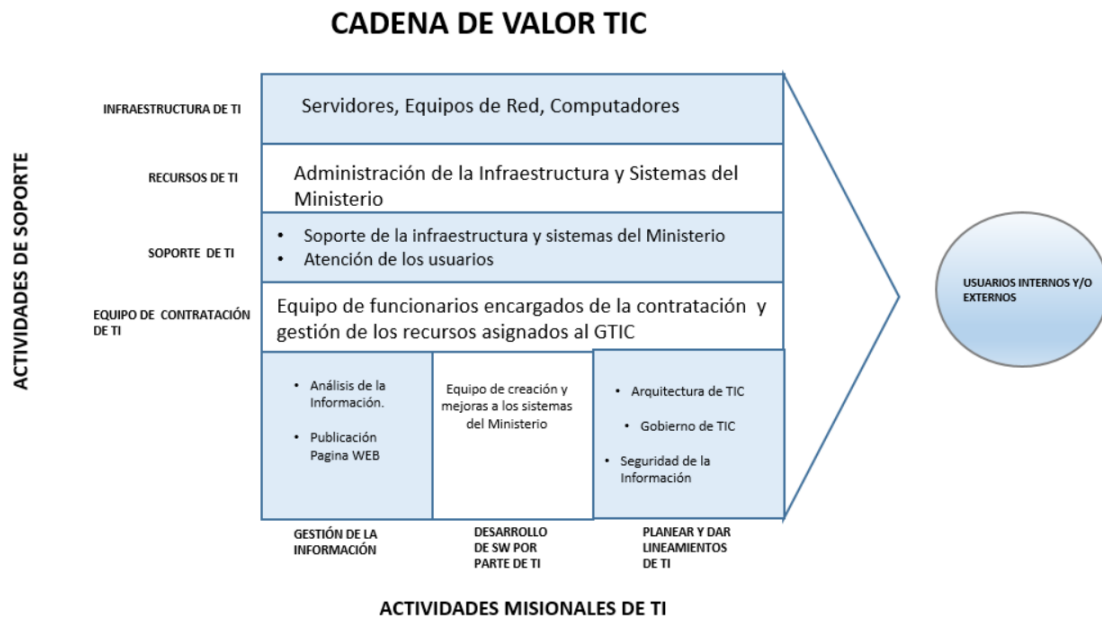 CADENA DE VALOR TIC
ACTIVIDADES DE SOPORTE
INFRAESTRUCTURA DE TI
Servidores, Equipos de Red, Computadores
RECURSOS DE TI
Administración de la Infraestructura y Sistemas del
Ministerio
SOPORTE DE TI
• Soporte de la infraestructura y sistemas del Ministerio
• Atención de los usuarios
EQUIPO DE CONTRATACIÓN
DE TI
Equipo de funcionarios encargados de la contratación y
gestión de los recursos asignados al GTIC
• Análisis de la
Información.
• Publicación
Pagina WEB
Equipo de creación y
mejoras a los sistemas
del Ministerio
• Arquitectura de TIC
• Gobierno de TIC
• Seguridad de la
Información
GESTIÓN DE LA
INFORMACIÓN
DESARROLLO
DE SW POR
PARTE DE TI
PLANEAR Y DAR
LINEAMIENTOS
DE TI
ACTIVIDADES MISIONALES DE TI
USUARIOS INTERNOS Y/O
EXTERNOS